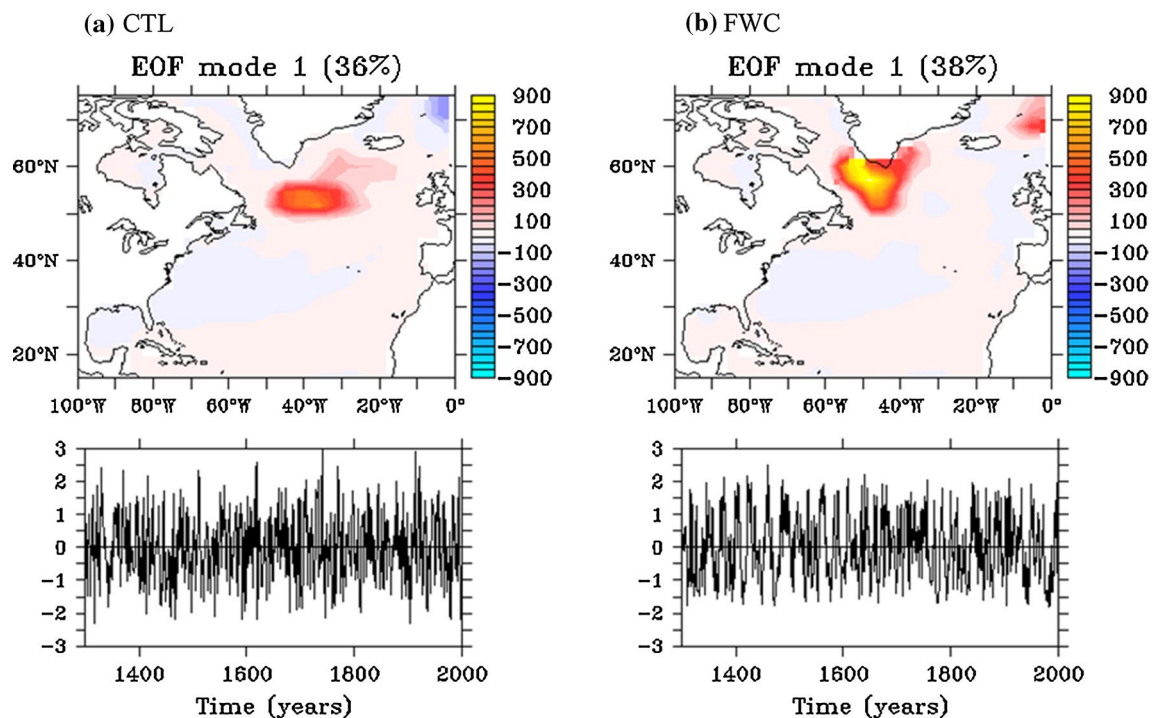 (a) CTL
EOF mode 1 (36%)
900
700
500
300
100
-100
-300
-500
-700
-900
60°N
40°N
20°N
100°W 80°W 60°W 40°W 20°W 0°
3
2
1
0
-1
-2
-3
1400 1600 1800 2000
Time (years)
(b) FWC
EOF mode 1 (38%)
900
700
500
300
100
-100
-300
-500
-700
-900
60°N
40°N
20°N
100°W 80°W 60°W 40°W 20°W 0°
3
2
1
0
-1
-2
-3
1400 1600 1800 2000
Time (years)